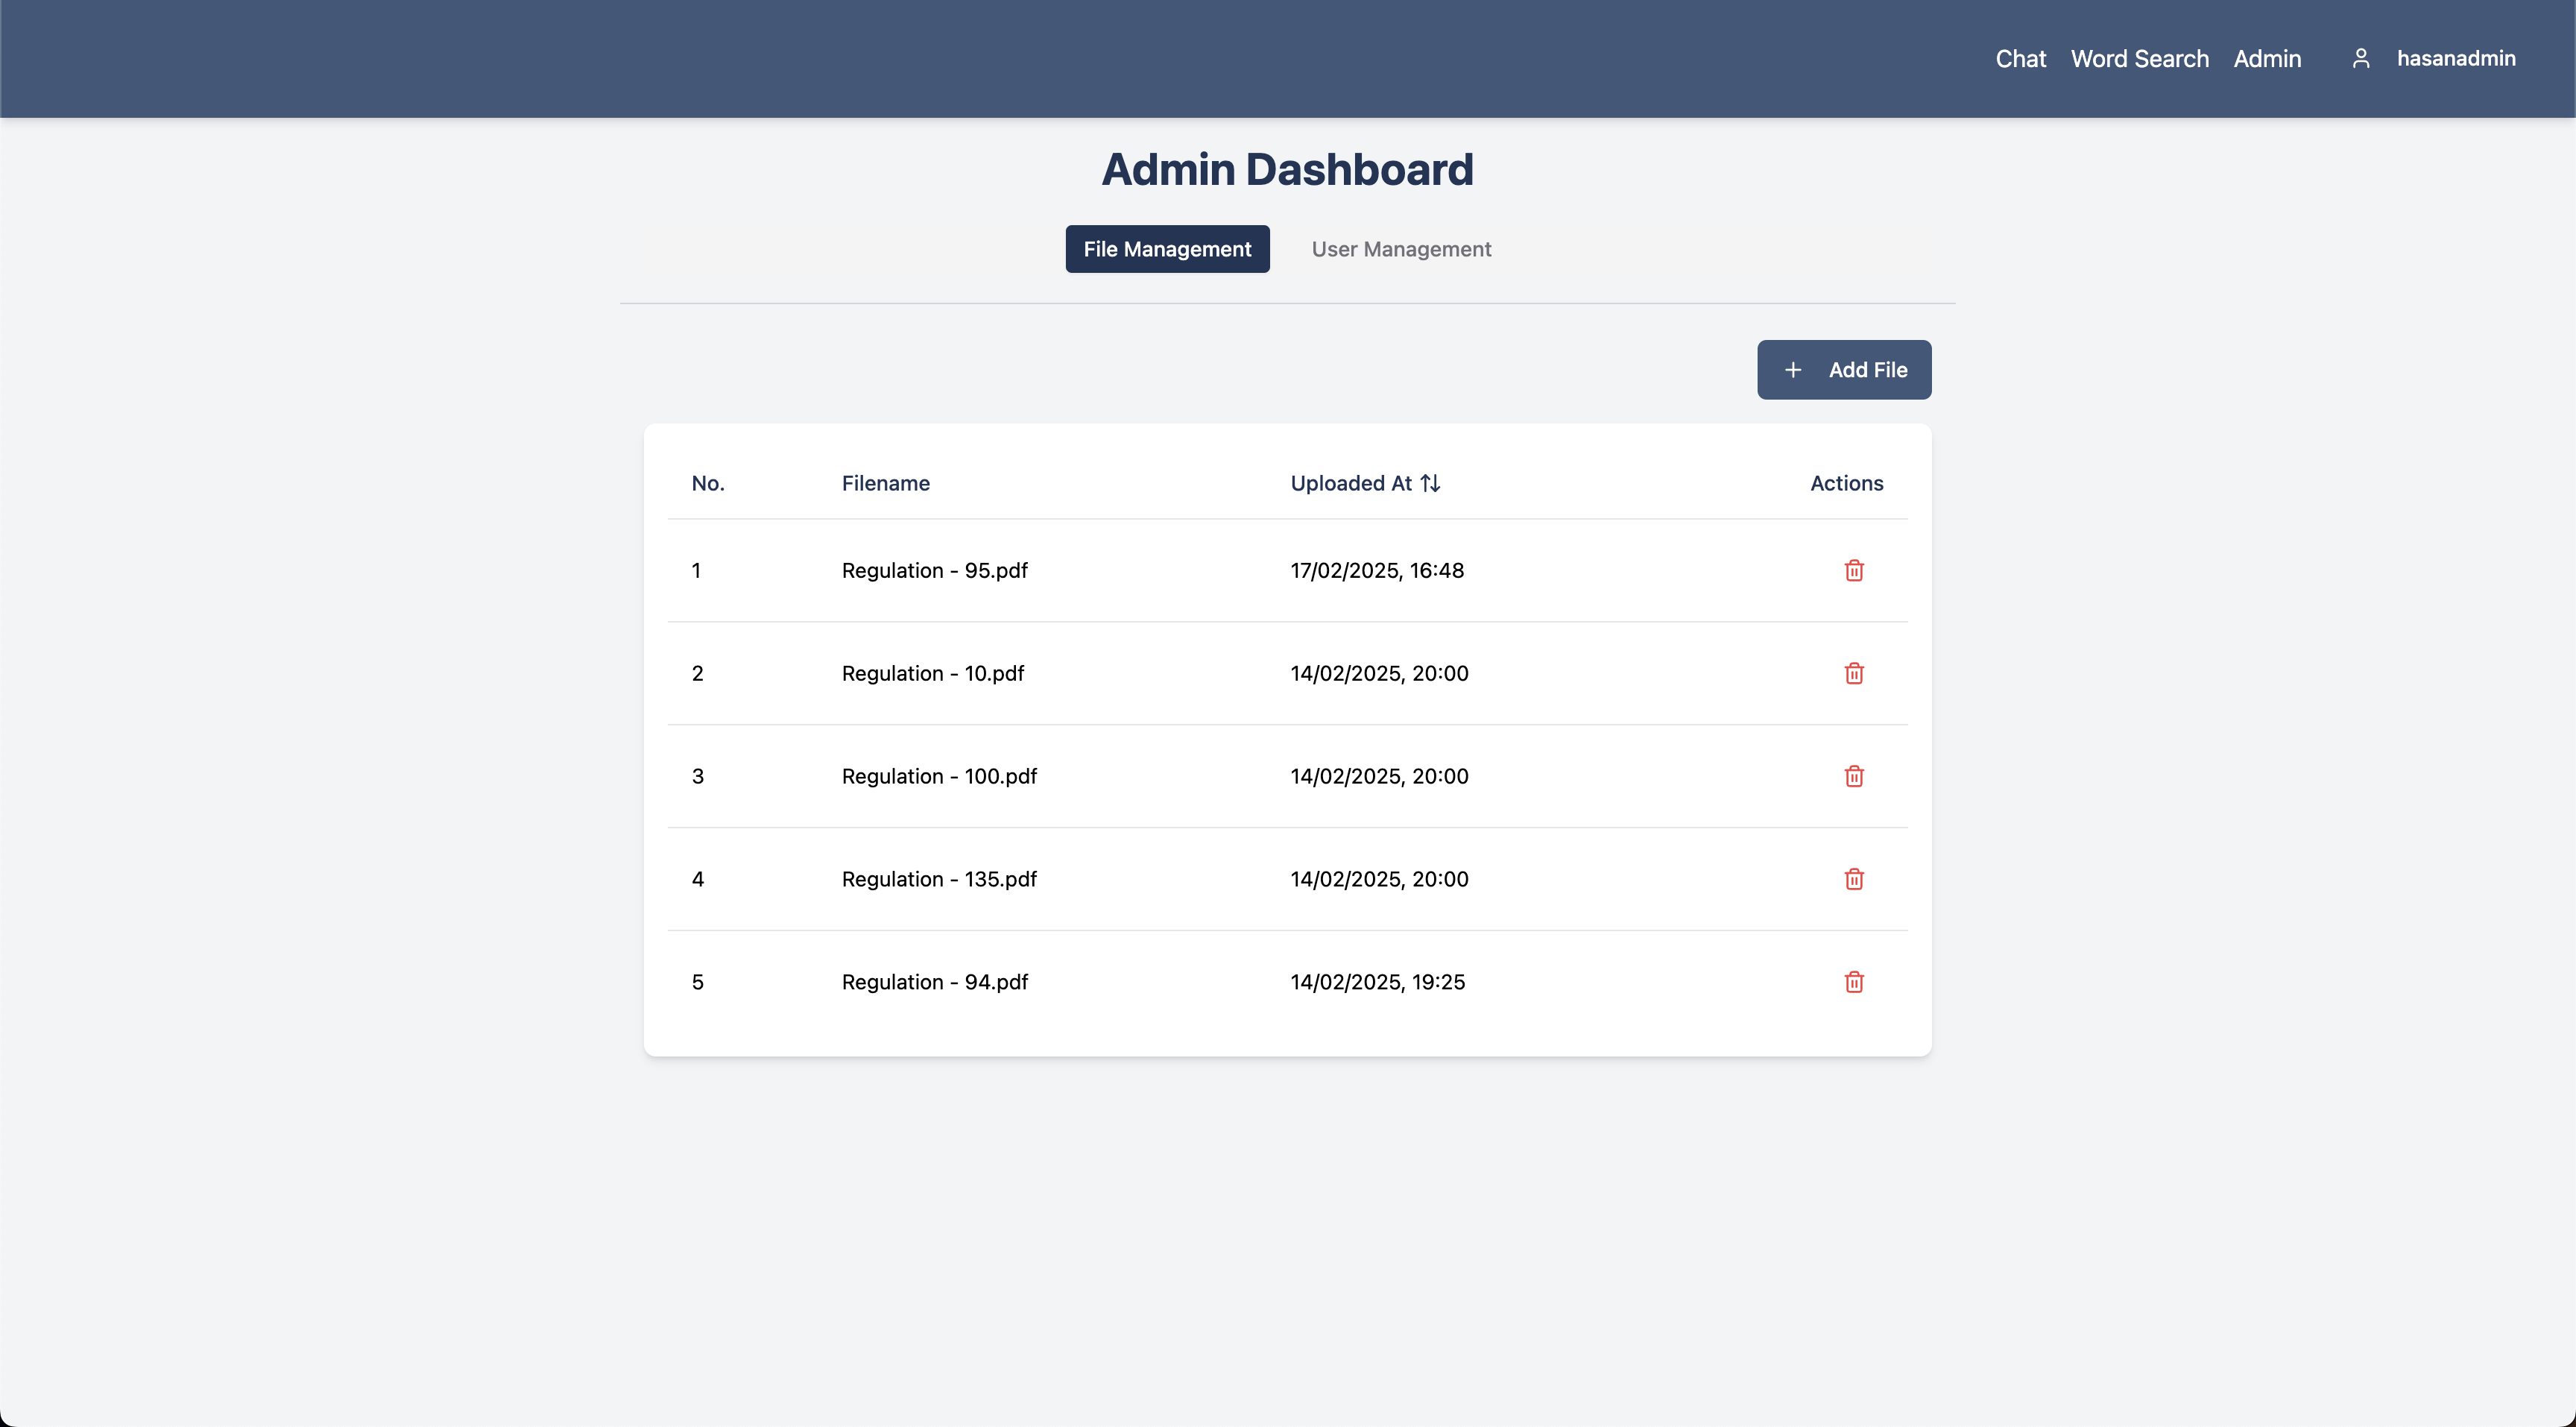 Chat Word Search Admin hasanadmin
Admin Dashboard
File Management User Management
+ Add File
No. Filename Uploaded At Actions
1 Regulation - 95.pdf 17/02/2025, 16:48
2 Regulation - 10.pdf 14/02/2025, 20:00
3 Regulation - 100.pdf 14/02/2025, 20:00
4 Regulation - 135.pdf 14/02/2025, 20:00
5 Regulation - 94.pdf 14/02/2025, 19:25